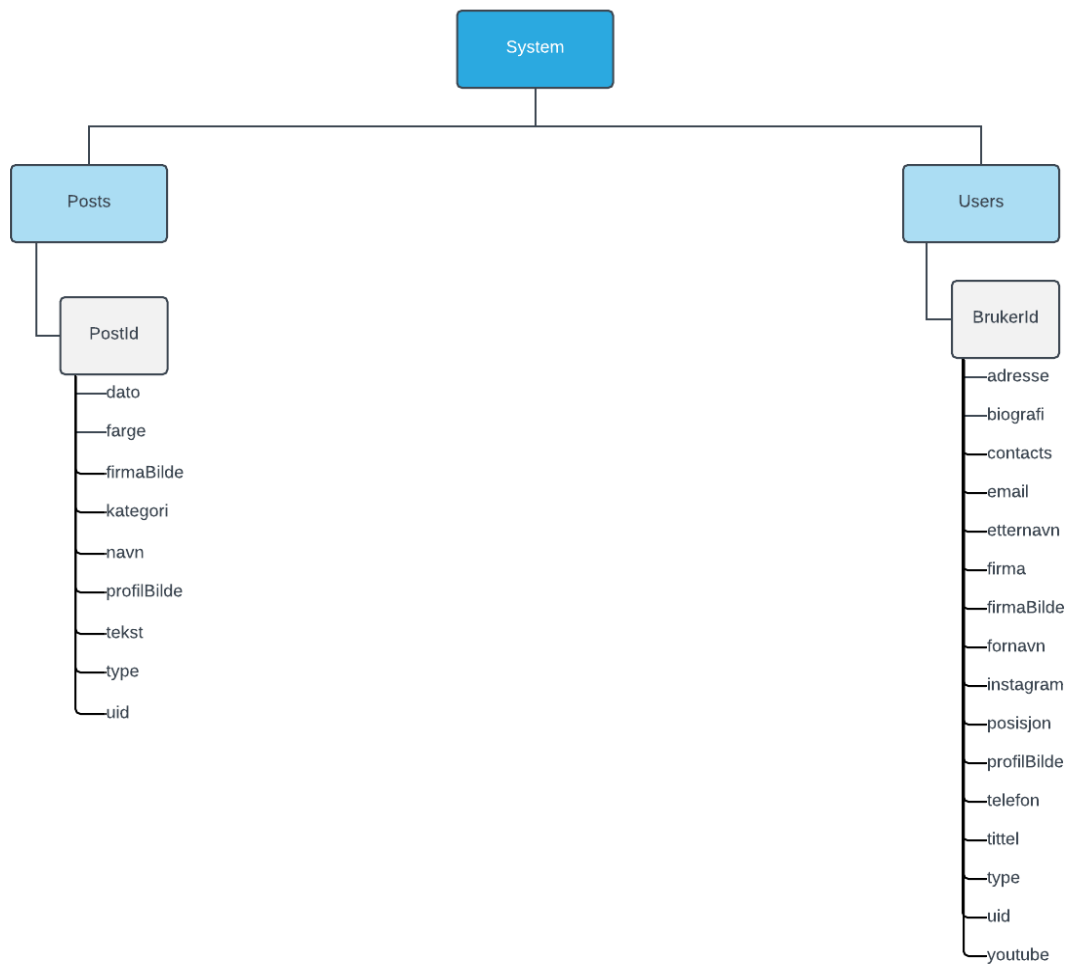 System
Posts
Users
PostId
dato
farge
firmaBilde
kategori
navn
profilBilde
tekst
type
uid
BrukerId
adresse
biografi
contacts
email
etternavn
firma
firmaBilde
fornavn
instagram
posisjon
profilBilde
telefon
tittel
type
uid
youtube